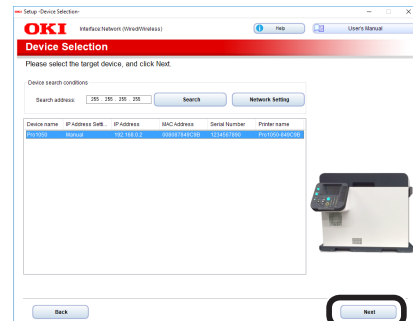 Setup -Device Selection-
OKI Interface:Network (Wired/Wireless) Help User's Manual
Device Selection
Please select the target device, and click Next.
Device search conditions
Search address: 255 . 255 . 255 . 255 Search Network Setting
Device name IP Address Setti... IP Address MAC Address Serial Number Printer name
Pro1050 Manual 192.168.0.2 000087849C9B 1234567890 Pro1050-849C9B
Back Next